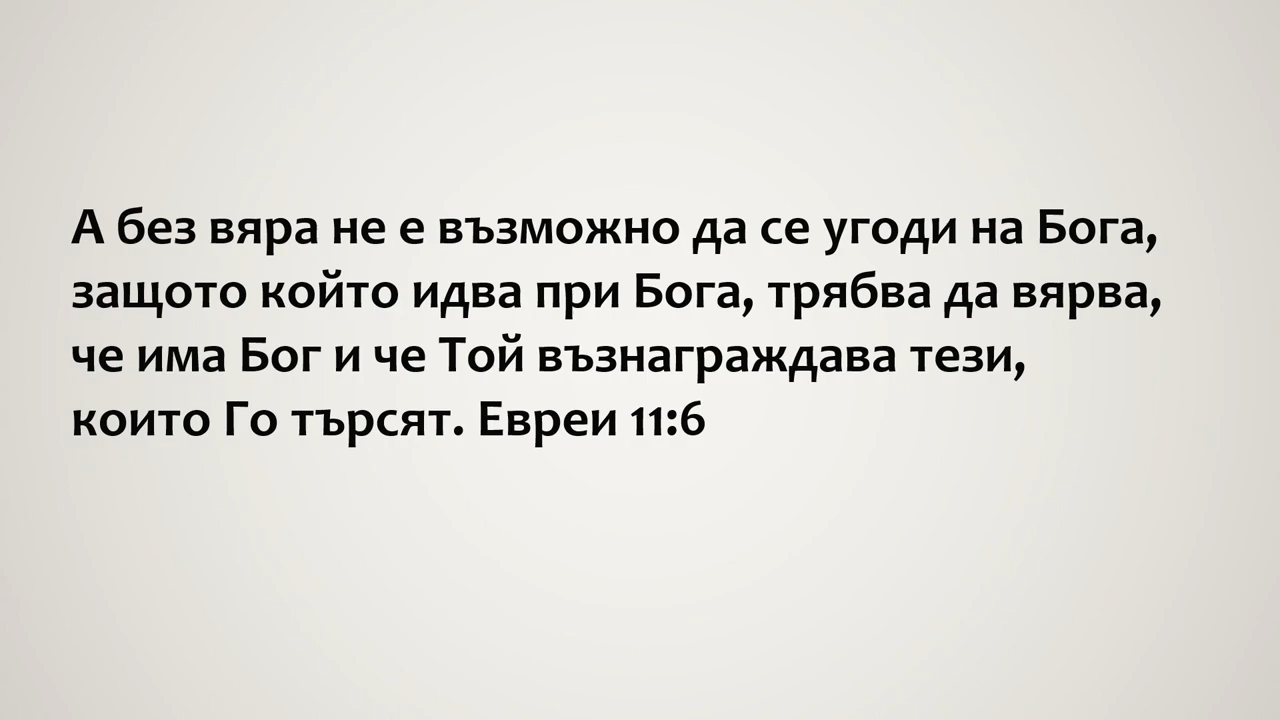 А без вяра не е възможно да се угоди на Бога,
защото който идва при Бога, трябва да вярва,
че има Бог и че Той възнаграждава тези,
които Го търсят. Евреи 11:6